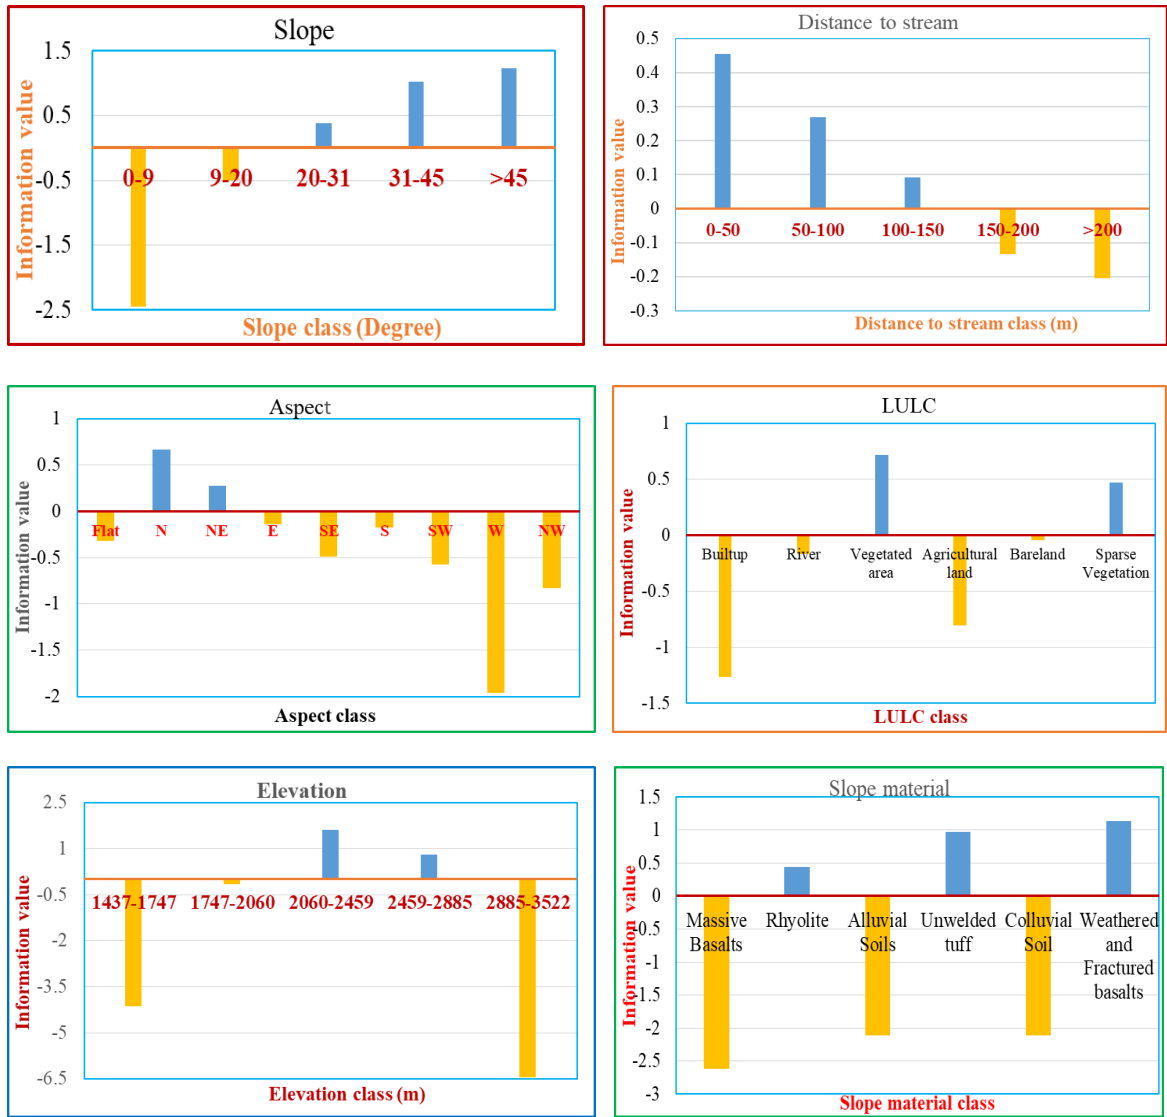 Slope
1.5
0.5
-0.5
-1.5
-2.5
Information value
0-9 9-20 20-31 31-45 >45
Slope class (Degree)
Distance to stream
0.5
0.4
0.3
0.2
0.1
0
-0.1
-0.2
-0.3
Information value
0-50 50-100 100-150 150-200 >200
Distance to stream class (m)
Aspect
1
0.5
0
-0.5
-1
-1.5
-2
Information value
Flat N NE E SE S SW W NW
Aspect class
LULC
1
0.5
0
-0.5
-1
-1.5
Information value
Builtup River Vegetated Agricultural Bareland Sparse
area land Vegetation
LULC class
Elevation
2.5
1
-0.5
-2
-3.5
-5
-6.5
Information value
1437-1747 1747-2060 2060-2459 2459-2885 2885-3522
Elevation class (m)
Slope material
1.5
1
0.5
0
-0.5
-1
-1.5
-2
-2.5
-3
Information value
Massive Rhyolite Alluvial Unwelded Colluvial Weathered
Basalts Soils tuff Soil and
Fractured
basalts
Slope material class